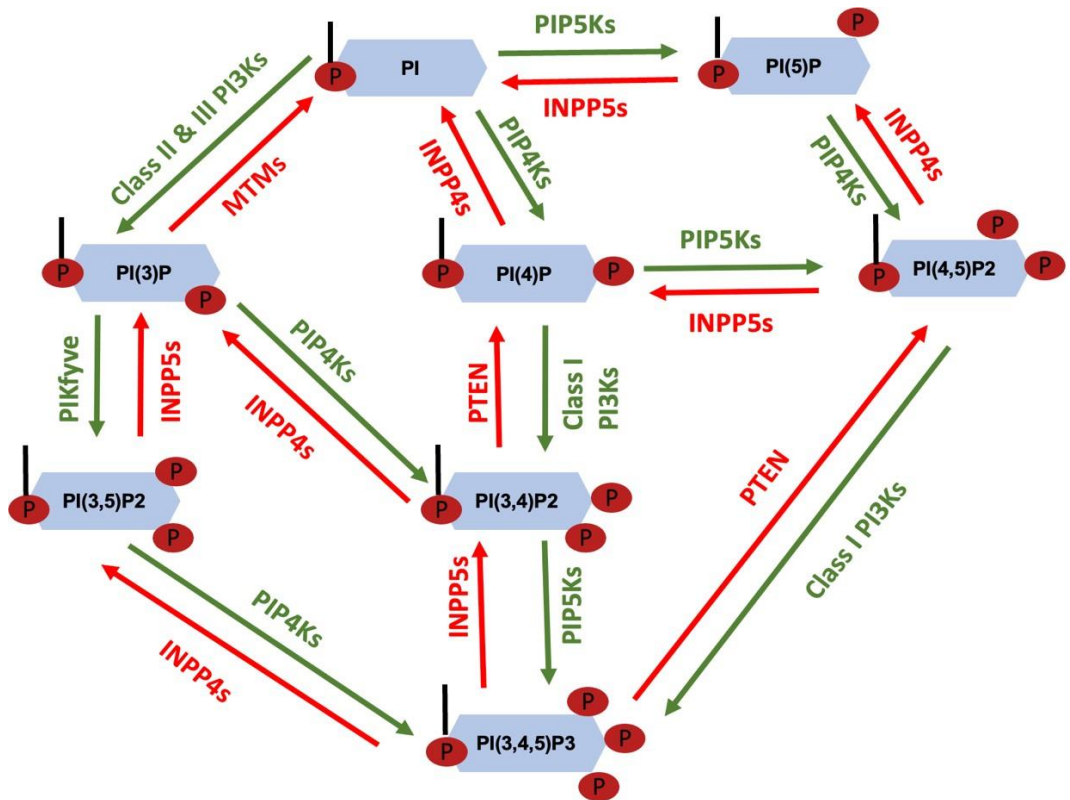 P
PIP5Ks
PI
P
PI(5)P
P
INPP5s
Class II & III PI3Ks
MTMs
INPP4s
PIP4Ks
PIP4Ks
INPP4s
P
PI(3)P
P
P
PI(4)P
P
PIP5Ks
INPP5s
P
P
PI(4,5)P2
P
PIKfyve
INPP5s
PIP4Ks
INPP4s
PTEN
Class I
PI3Ks
P
PI(3,5)P2
P
P
P
PI(3,4)P2
P
P
PTEN
Class I PI3Ks
PIP4Ks
INPP4s
INPP5s
PIP5Ks
P
P
PI(3,4,5)P3
P
P